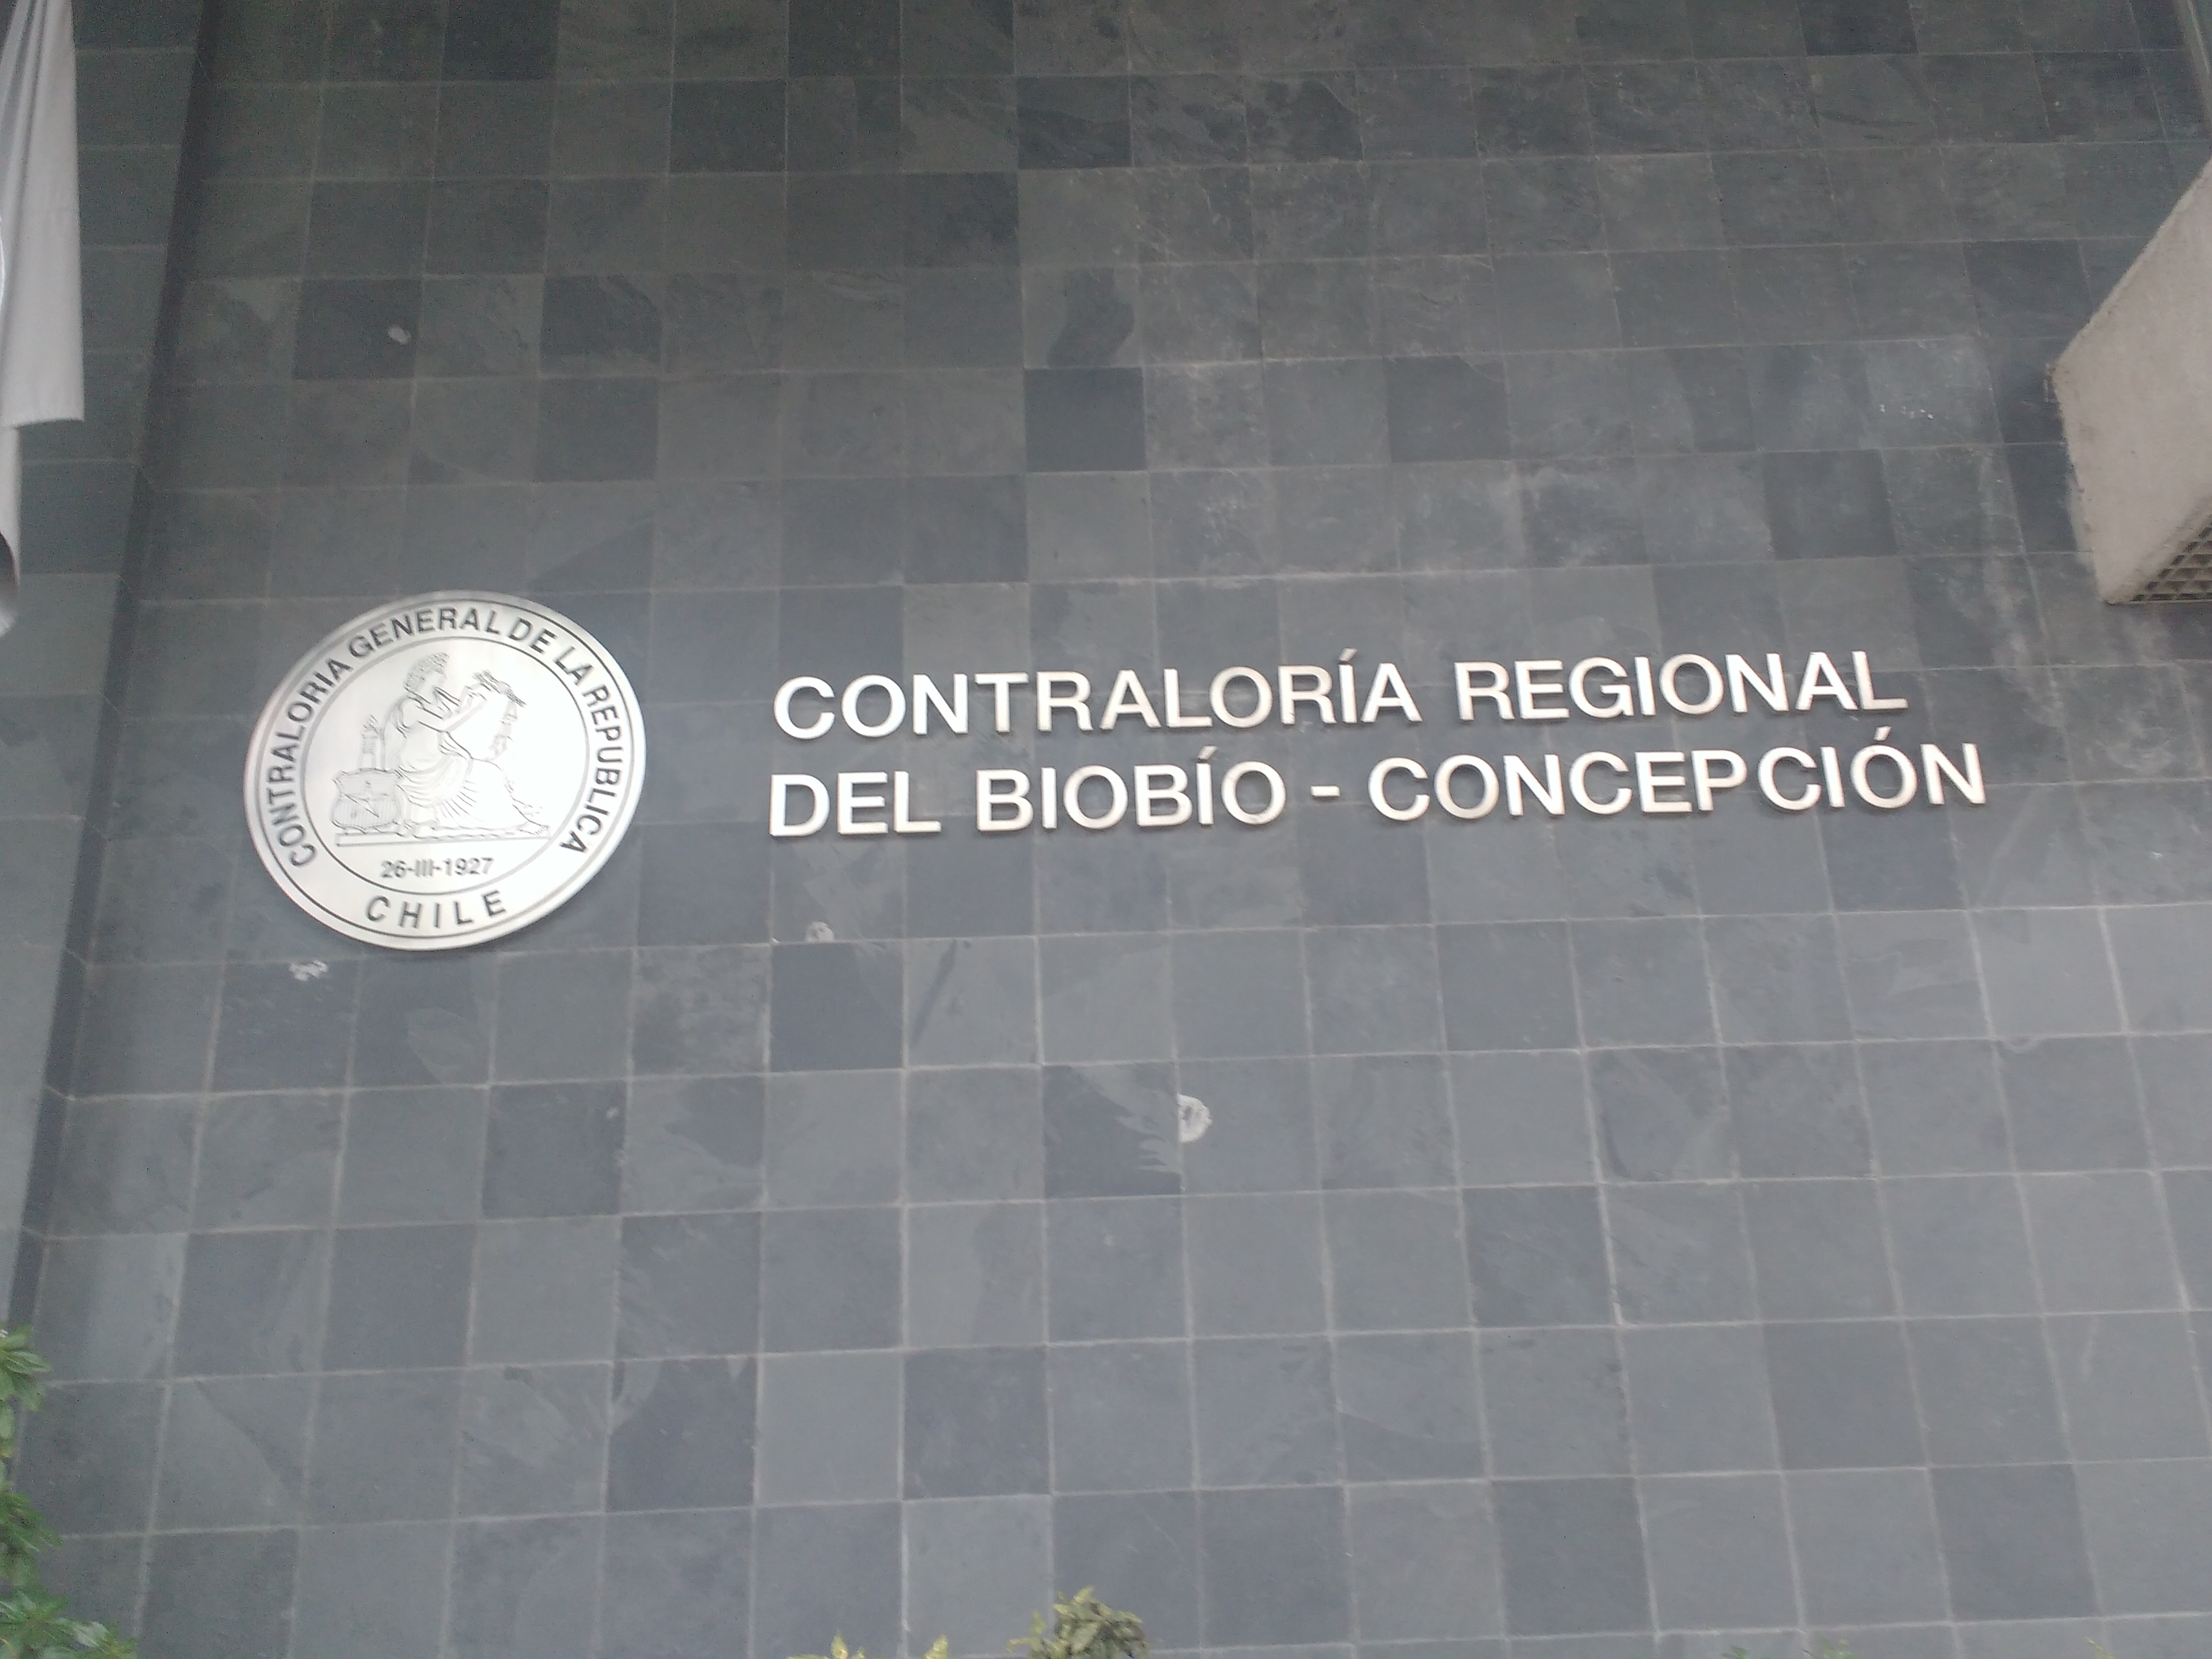 CONTRALORIA GENERAL DE LA REPUBLICA
26-III-1927
CHILE
CONTRALORÍA REGIONAL
DEL BIOBÍO - CONCEPCIÓN